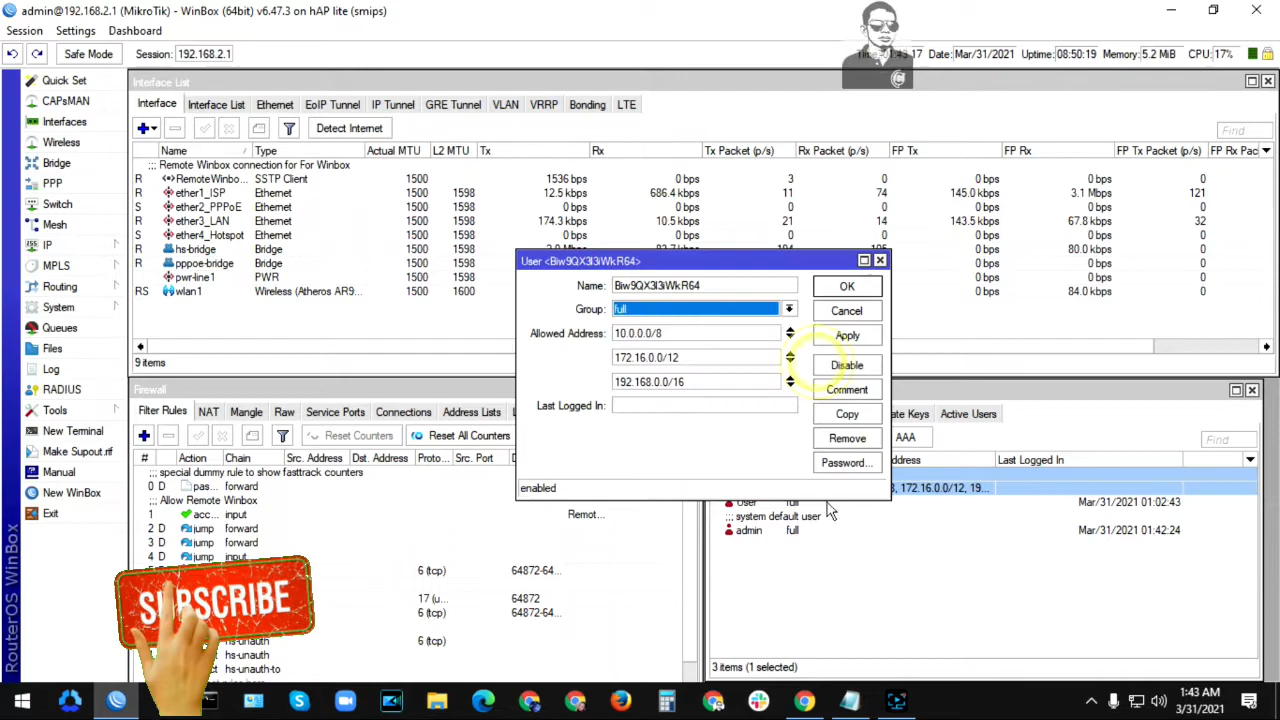 admin@192.168.2.1 (MikroTik) - WinBox (64bit) v6.47.3 on hAP lite (smips)
Session Settings Dashboard
Safe Mode Session: 192.168.2.1 Date: Mar/31/2021 Uptime: 08:50:19 Memory: 5.2 MiB CPU: 17%
Quick Set
CAPsMAN
Interfaces
Wireless
Bridge
PPP
Switch
Mesh
IP
MPLS
Routing
System
Queues
Files
Log
RADIUS
Tools
New Terminal
Make Supout.rif
Manual
New WinBox
Exit
RouterOS WinBox
Interface List
Interface Interface List Ethernet EoIP Tunnel IP Tunnel GRE Tunnel VLAN VRRP Bonding LTE
Detect Internet Find
Name Type Actual MTU L2 MTU Tx Rx Tx Packet (p/s) Rx Packet (p/s) FP Tx FP Rx FP Tx Packet (p/s) FP Rx Pac
;;; Remote Winbox connection for For Winbox
R RemoteWinbo... SSTP Client 1500 1536 bps 0 bps 3 0 0 bps 0 bps 0
R ether1_ISP Ethernet 1500 1598 12.5 kbps 686.4 kbps 11 74 145.0 kbps 3.1 Mbps 121
S ether2_PPPoE Ethernet 1500 1598 0 bps 0 bps 0 0 0 bps 0 bps 0
R ether3_LAN Ethernet 1500 1598 174.3 kbps 10.5 kbps 21 14 143.5 kbps 67.8 kbps 32
S ether4_Hotspot Ethernet 1500 1598 0 bps 0 bps 0 0 0 bps 0 bps 0
R hs-bridge Bridge 1500 1598 80.0 kbps 0
R pppoe-bridge Bridge 1500 1598 0 bps 0
pwr-line1 PWR 1500 1598 0 bps 0
RS wlan1 Wireless (Atheros AR9... 1500 1600 84.0 kbps 0
9 items
User <Biw9QX3I3iWkR64>
Name: Biw9QX3I3iWkR64
Group: full
Allowed Address: 10.0.0.0/8
172.16.0.0/12
192.168.0.0/16
Last Logged In:
OK
Cancel
Apply
Disable
Comment
Copy
Remove
Password...
enabled
Firewall
Filter Rules NAT Mangle Raw Service Ports Connections Address Lists
Reset Counters Reset All Counters
# Action Chain Src. Address Dst. Address Proto... Src. Port Dst. Port
;;; special dummy rule to show fasttrack counters
0 D pas... forward
;;; Allow Remote Winbox
1 acc... input Remot...
2 D jump forward
3 D jump forward
4 D jump input
6 (tcp) 64872-64...
17 (u... 64872
6 (tcp) 64872-64...
hs-unauth 6 (tcp)
hs-unauth
hs-unauth-to
SUBSCRIBE
Active Users
AAA Find
Last Logged In
172.16.0.0/12, 19...
User full Mar/31/2021 01:02:43
;;; system default user
admin full Mar/31/2021 01:42:24
3 items (1 selected)
1:43 AM
3/31/2021